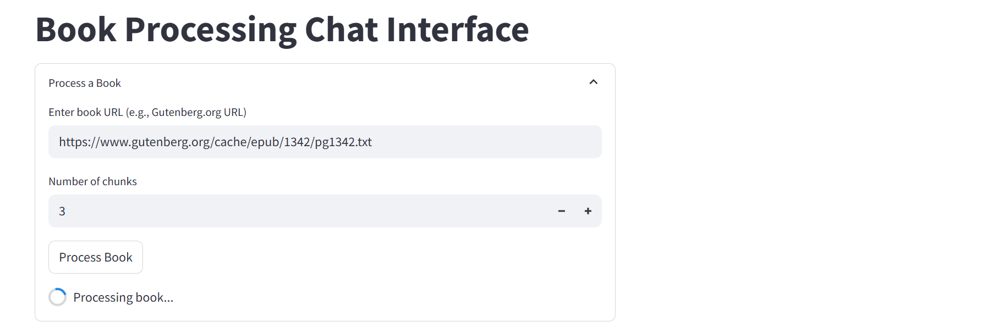 Book Processing Chat Interface
Process a Book
Enter book URL (e.g., Gutenberg.org URL)
https://www.gutenberg.org/cache/epub/1342/pg1342.txt
Number of chunks
3
Process Book
Processing book...